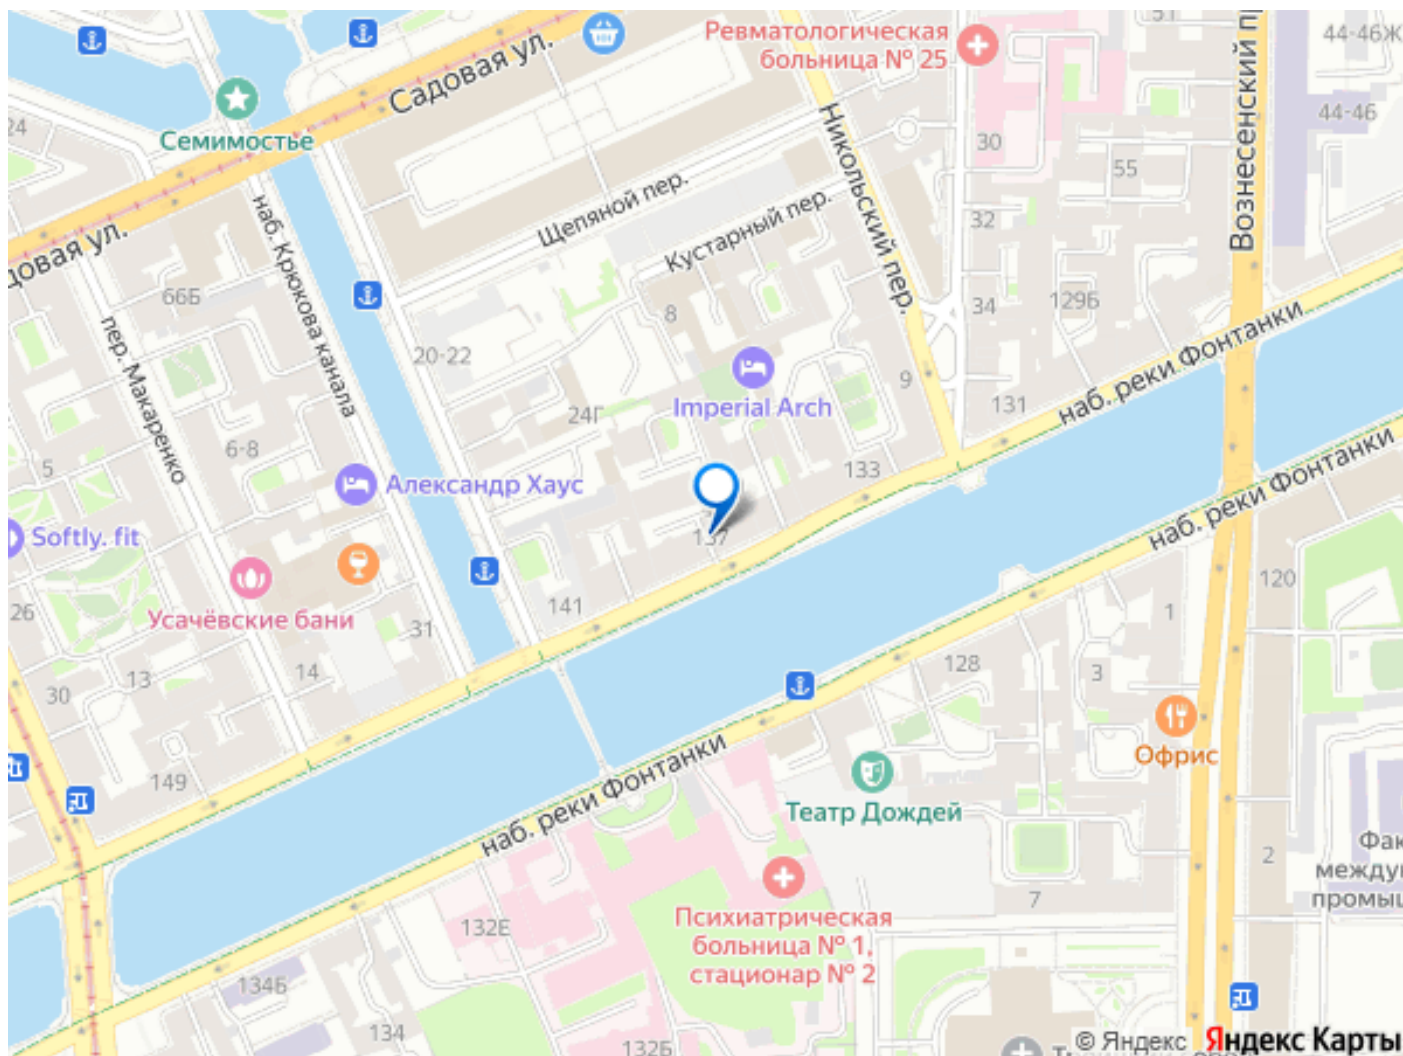 Ревматологическая
больница № 25
51
44-46Ж
Садовая ул.
Вознесенский п
44-46
24
Семимостье
Никольский пер.
30
55
Щепяной пер.
наб. Крюкова канала
32
Кустарный пер.
довая ул.
66Б
8
34
129Б
пер. Макаренко
20-22
наб. реки Фонтанки
9
Imperial Arch
131
24Г
6-8
5
133
наб. реки Фонтанки
Александр Хаус
Softly. fit
137
120
141
1
26
Усачёвские бани
31
128
3
13
14
30
Офрис
149
наб. реки Фонтанки
Театр Дождей
Фак
2
между
промыш
7
Психиатрическая
больница № 1,
стационар № 2
132Е
134Б
134
132Б
© Яндекс
Яндекс Карты